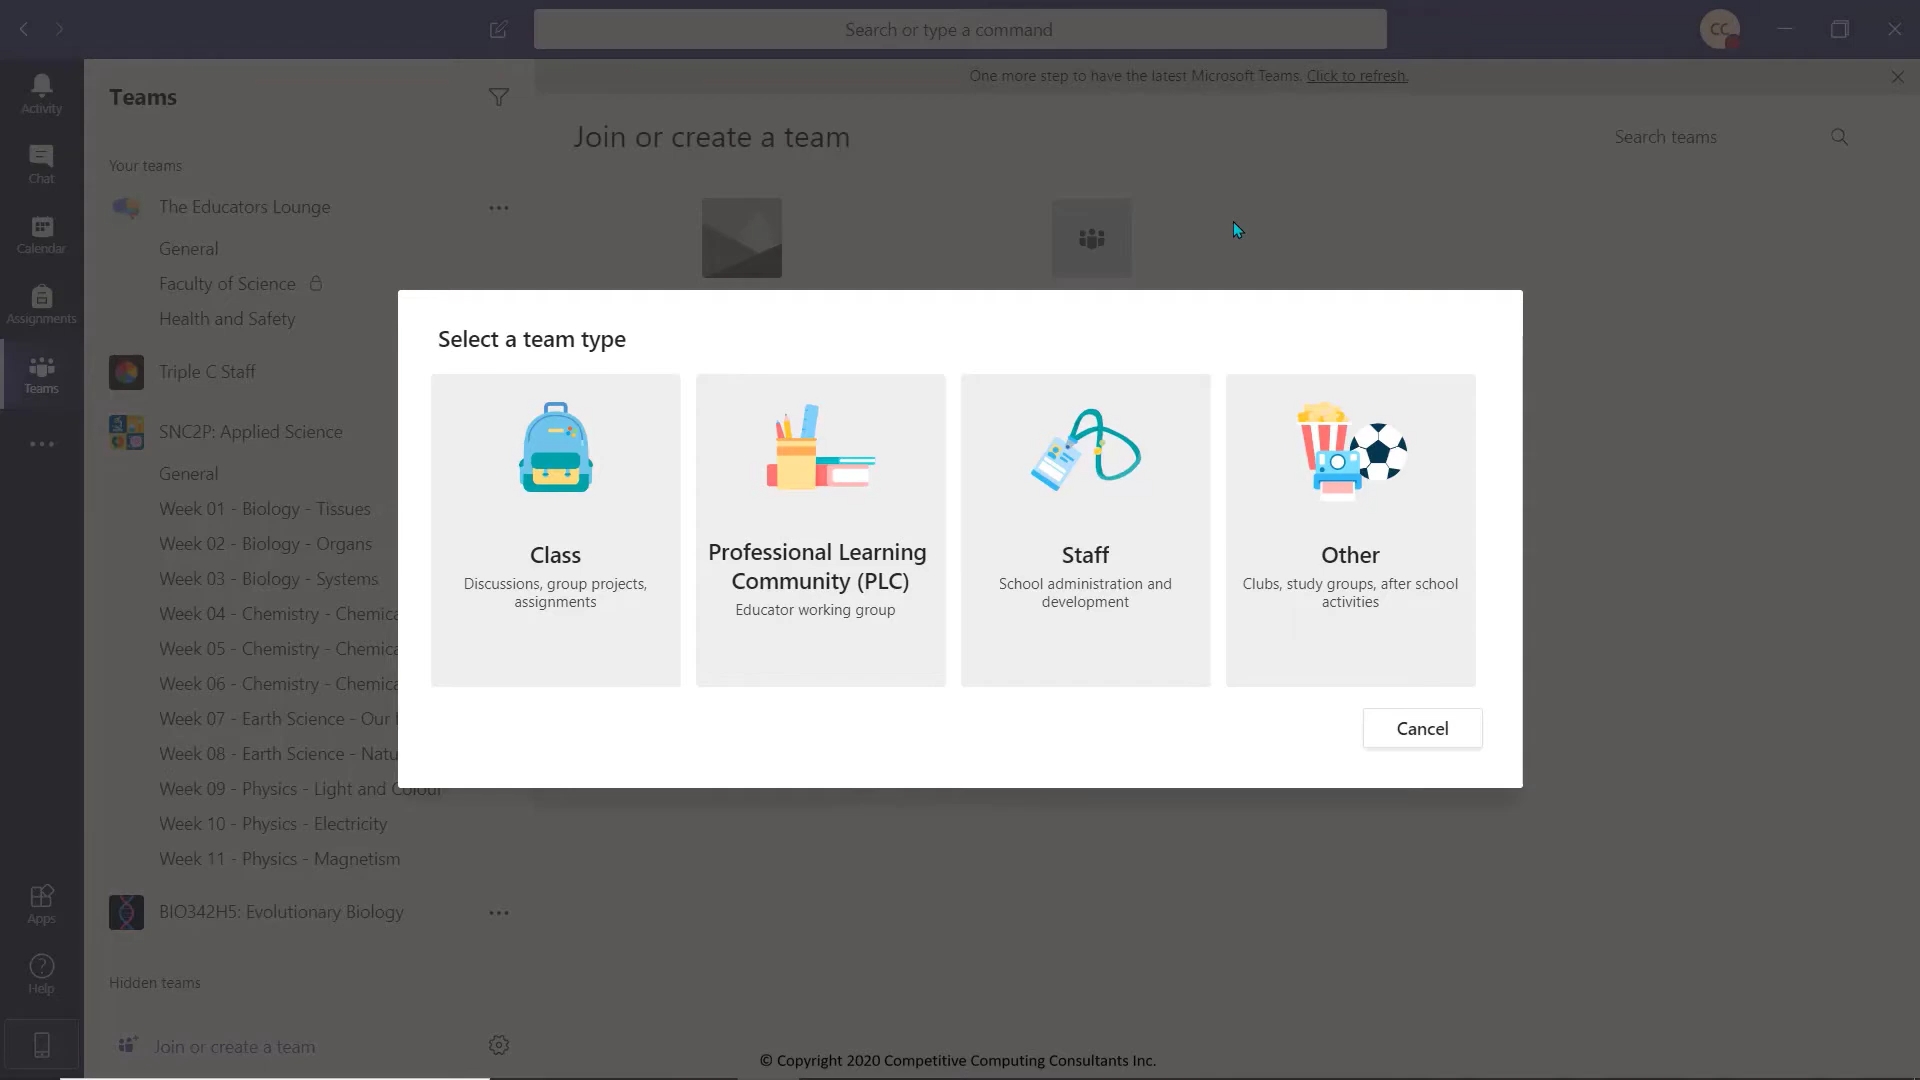 Search or type a command
CC
One more step to have the latest Microsoft Teams. Click to refresh.
Activity
Chat
Calendar
Assignments
Teams
Apps
Help
Teams
Your teams
The Educators Lounge
General
Faculty of Science
Health and Safety
Triple C Staff
SNC2P: Applied Science
General
Week 01 - Biology - Tissues
Week 02 - Biology - Organs
Week 03 - Biology - Systems
Week 04 - Chemistry - Chemica
Week 05 - Chemistry - Chemica
Week 06 - Chemistry - Chemica
Week 07 - Earth Science - Our
Week 08 - Earth Science - Natu
Week 09 - Physics - Light and Colour
Week 10 - Physics - Electricity
Week 11 - Physics - Magnetism
BIO342H5: Evolutionary Biology
Hidden teams
Join or create a team
Join or create a team
Search teams
Select a team type
Class
Discussions, group projects,
assignments
Professional Learning
Community (PLC)
Educator working group
Staff
School administration and
development
Other
Clubs, study groups, after school
activities
Cancel
© Copyright 2020 Competitive Computing Consultants Inc.